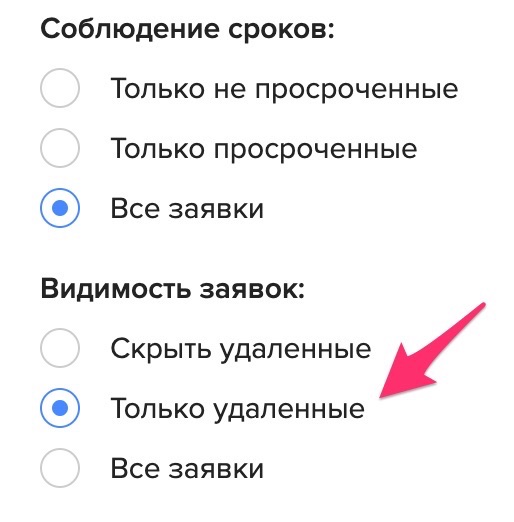 Соблюдение сроков:
Только не просроченные
Только просроченные
Все заявки
Видимость заявок:
Скрыть удаленные
Только удаленные
Все заявки